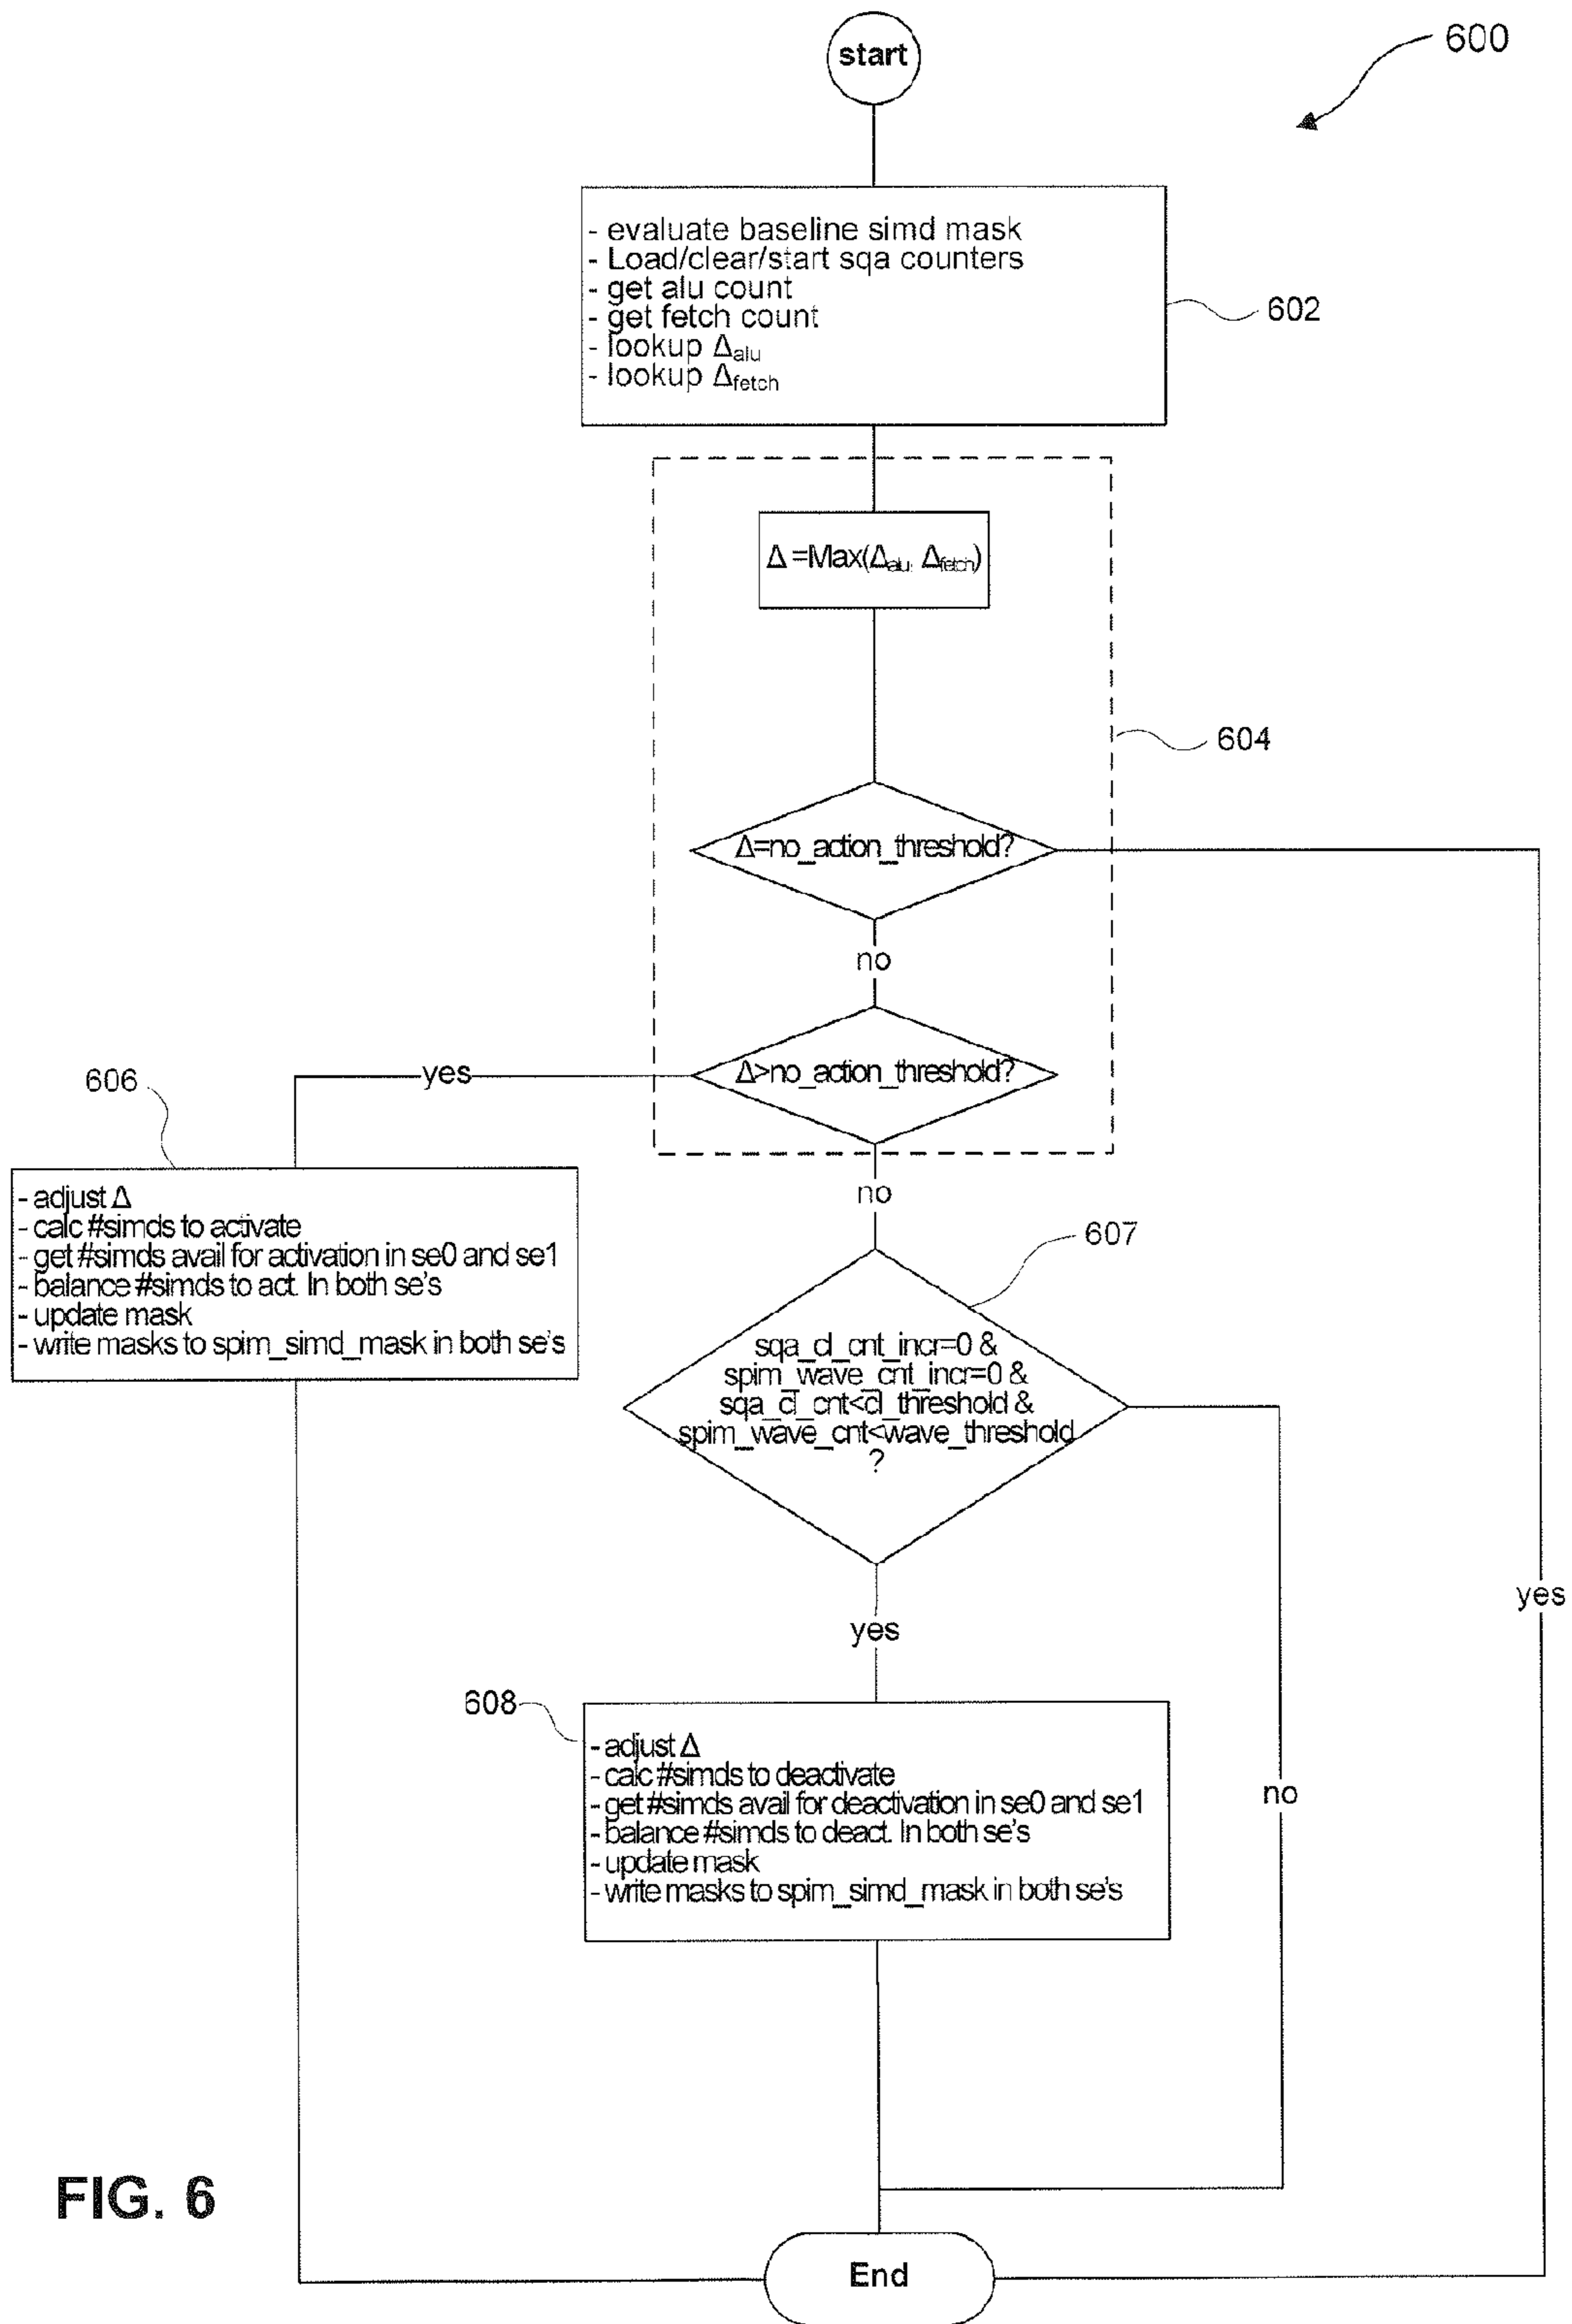 start
600
- evaluate baseline simd mask
- Load/clear/start sqa counters
- get alu count
- get fetch count
- lookup Δalu
- lookup Δfetch
602
Δ =Max(Δalu, Δfetch)
604
Δ=no_action_threshold?
no
Δ>no_action_threshold?
yes
606
- adjust Δ
- calc #simds to activate
- get #simds avail for activation in se0 and se1
- balance #simds to act. In both se's
- update mask
- write masks to spim_simd_mask in both se's
no
607
sqa_cl_cnt_incr=0 &
spim_wave_cnt_incr=0 &
sqa_cl_cnt<cl_threshold &
spim_wave_cnt<wave_threshold
?
yes
yes
608
- adjust Δ
- calc #simds to deactivate
- get #simds avail for deactivation in se0 and se1
- balance #simds to deact. In both se's
- update mask
- write masks to spim_simd_mask in both se's
no
FIG. 6
End